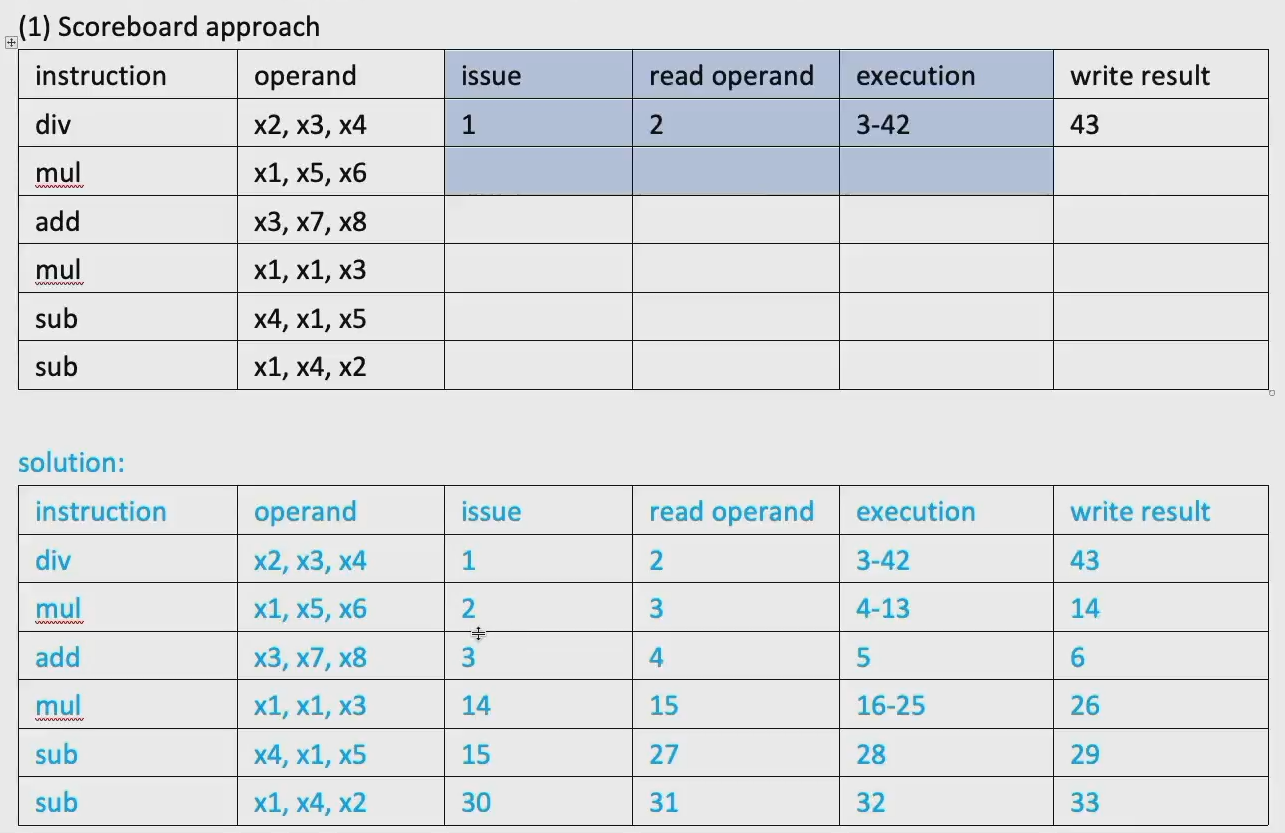 (1) Scoreboard approach
instruction operand issue read operand execution write result
div x2, x3, x4 1 2 3-42 43
mul x1, x5, x6
add x3, x7, x8
mul x1, x1, x3
sub x4, x1, x5
sub x1, x4, x2
solution:
instruction operand issue read operand execution write result
div x2, x3, x4 1 2 3-42 43
mul x1, x5, x6 2 3 4-13 14
add x3, x7, x8 3 4 5 6
mul x1, x1, x3 14 15 16-25 26
sub x4, x1, x5 15 27 28 29
sub x1, x4, x2 30 31 32 33